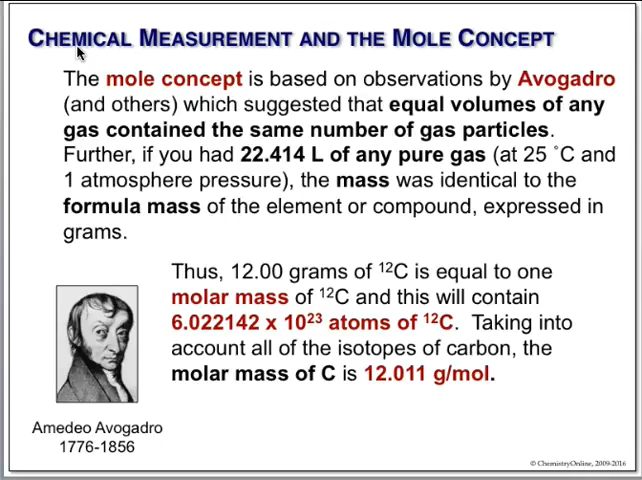 CHEMICAL MEASUREMENT AND THE MOLE CONCEPT
The mole concept is based on observations by Avogadro
(and others) which suggested that equal volumes of any
gas contained the same number of gas particles.
Further, if you had 22.414 L of any pure gas (at 25 ˚C and
1 atmosphere pressure), the mass was identical to the
formula mass of the element or compound, expressed in
grams.
Thus, 12.00 grams of ¹²C is equal to one
molar mass of ¹²C and this will contain
6.022142 x 10²³ atoms of ¹²C. Taking into
account all of the isotopes of carbon, the
molar mass of C is 12.011 g/mol.
Amedeo Avogadro
1776-1856
© ChemistryOnline, 2009-2016